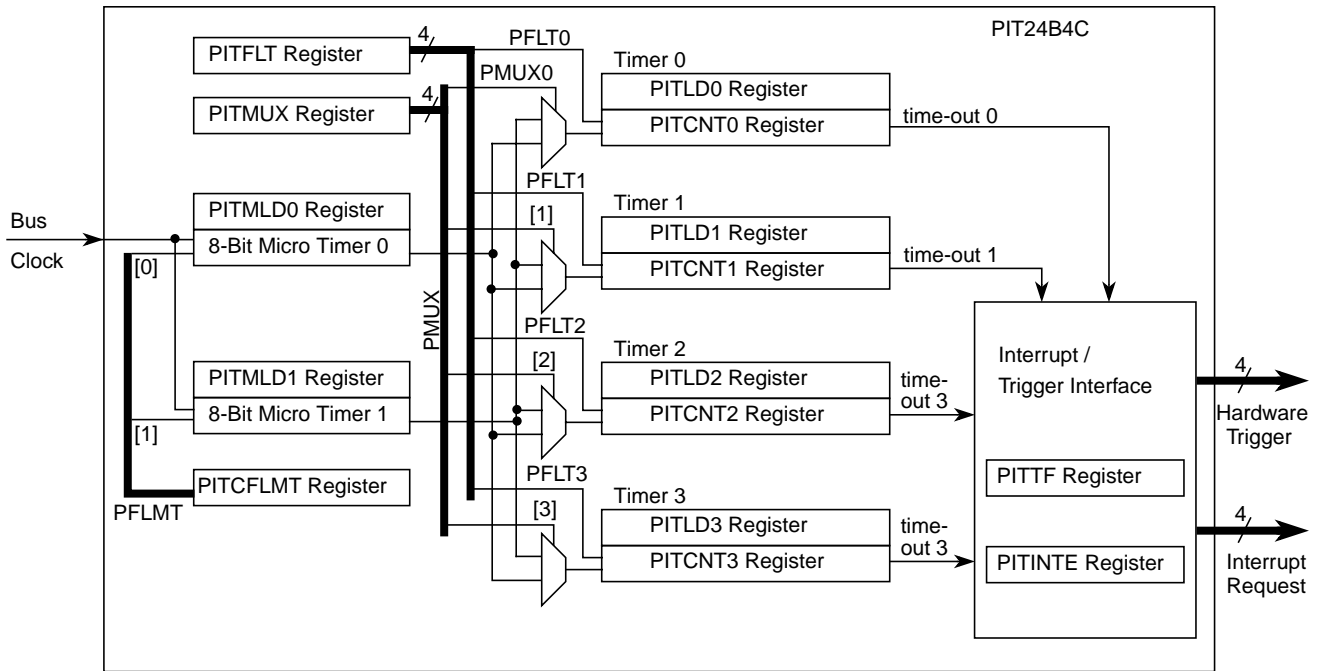 PIT24B4C
4
PITFLT Register
PFLT0
4
PMUX0
PITMUX Register
Timer 0
PITLD0 Register
PITCNT0 Register
time-out 0
PFLT1
Bus
Clock
PITMLD0 Register
8-Bit Micro Timer 0
[0]
[1]
Timer 1
PITLD1 Register
PITCNT1 Register
time-out 1
PMUX
PFLT2
PITMLD1 Register
8-Bit Micro Timer 1
[1]
[2]
Timer 2
PITLD2 Register
PITCNT2 Register
time-
out 3
Interrupt /
Trigger Interface
4
Hardware
Trigger
PFLT3
PITCFLMT Register
PFLMT
[3]
Timer 3
PITLD3 Register
PITCNT3 Register
time-
out 3
PITTF Register
PITINTE Register
4
Interrupt
Request